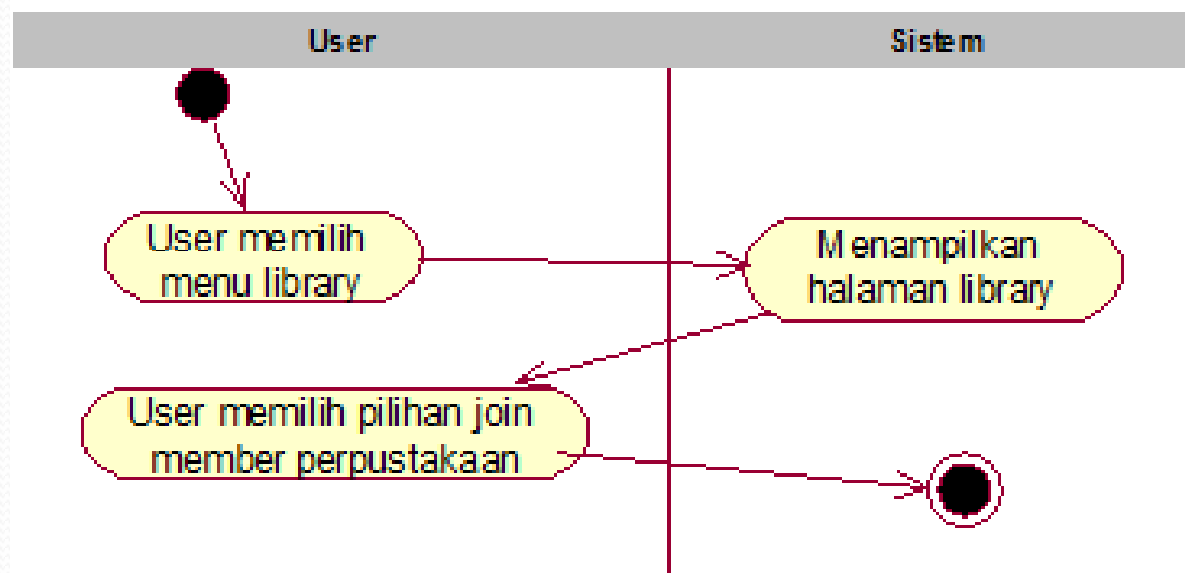 User
Sistem
User memilih
menu library
Menampilkan
halaman library
User memilih pilihan join
member perpustakaan